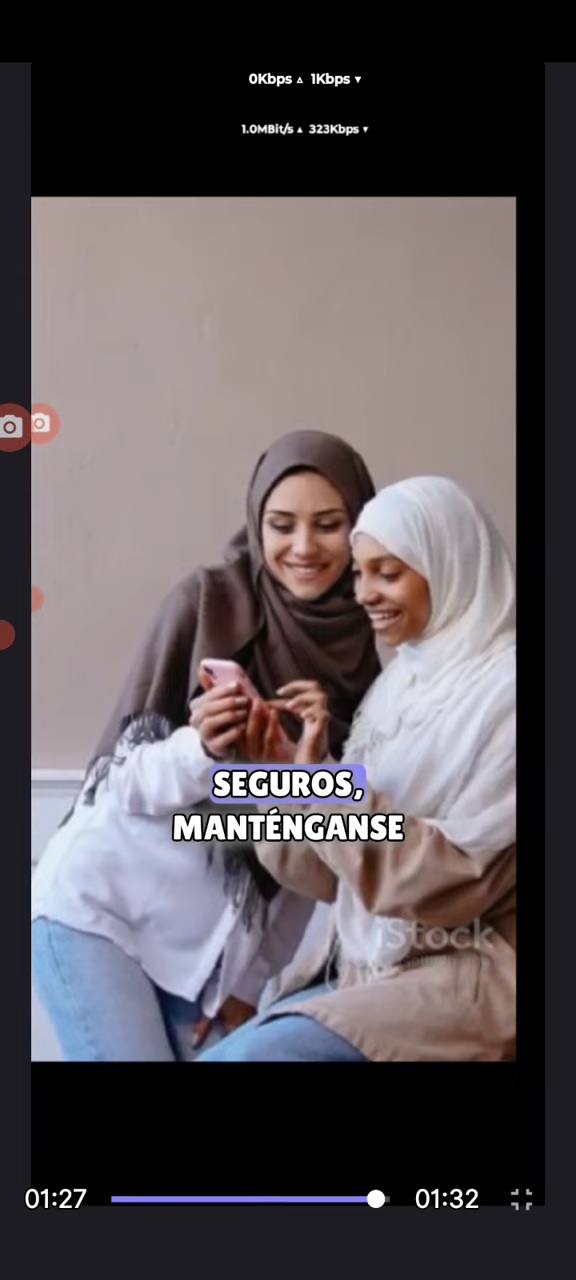 0Kbps ▵ 1Kbps ▾
1.0MBit/s ▴ 323Kbps ▾
SEGUROS,
MANTÉNGANSE
iStock
01:27 01:32